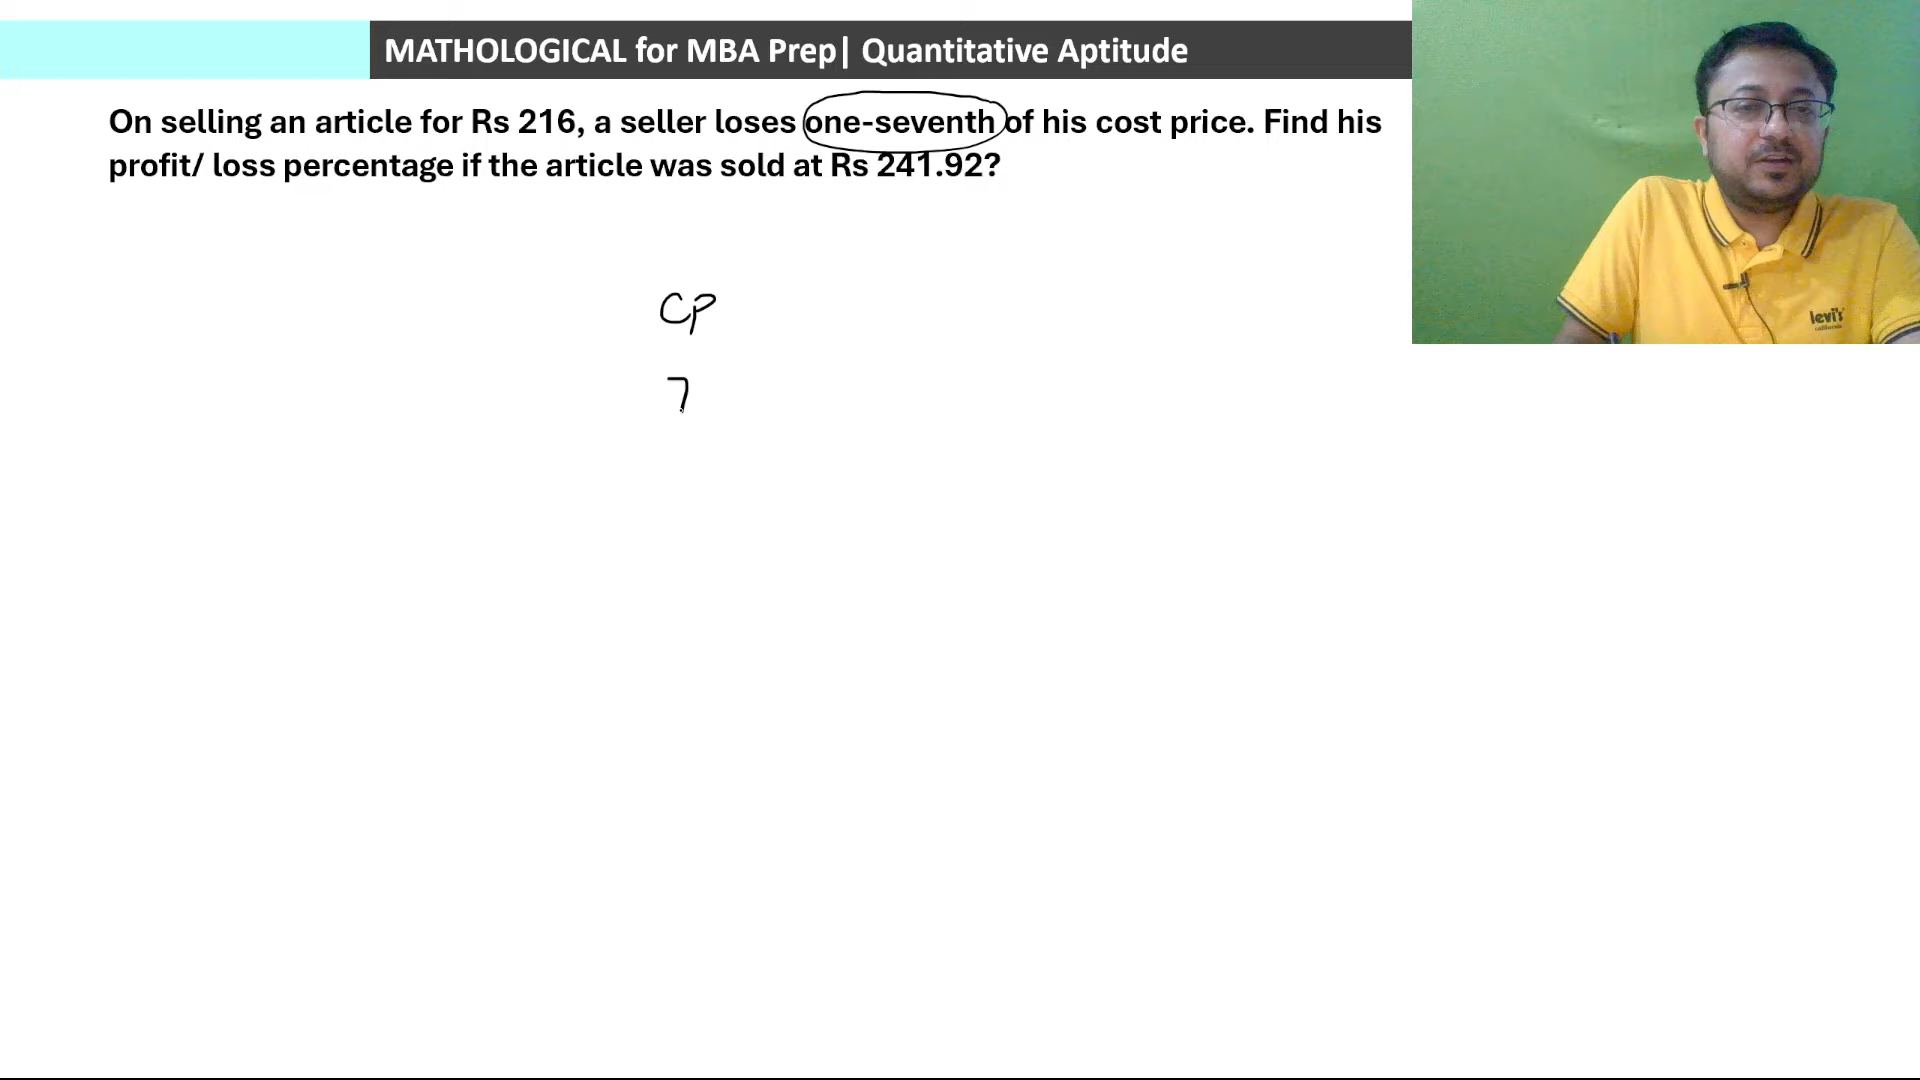 MATHOLOGICAL for MBA Prep| Quantitative Aptitude
On selling an article for Rs 216, a seller loses one-seventh of his cost price. Find his
profit/ loss percentage if the article was sold at Rs 241.92?
CP
7
levi's
california